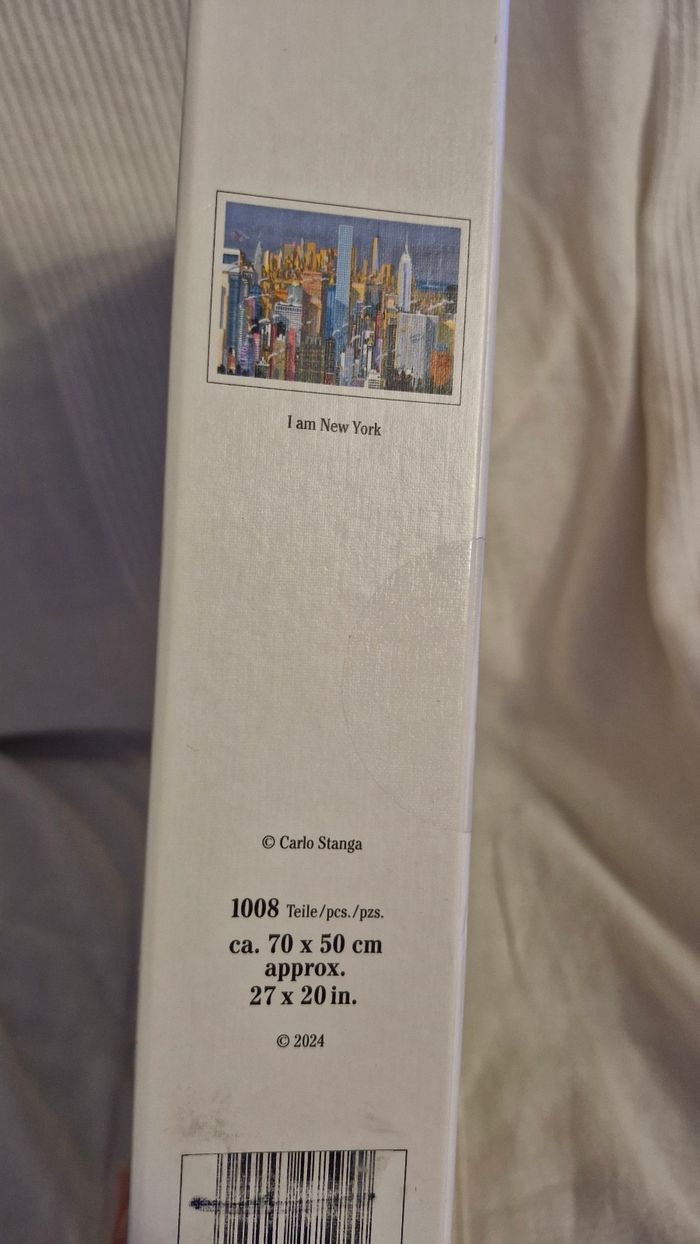 I am New York
© Carlo Stanga
1008 Teile/pcs./pzs.
ca. 70 x 50 cm
approx.
27 x 20 in.
© 2024